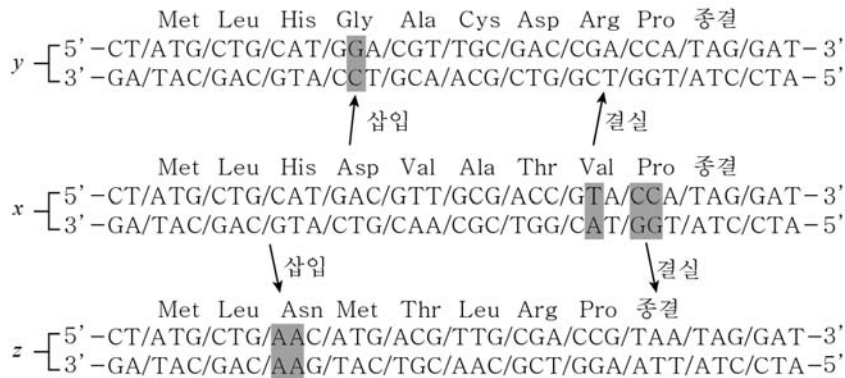 Met Leu His Gly Ala Cys Asp Arg Pro 종결
y
5'-CT/ATG/CTG/CAT/GGA/CGT/TGC/GAC/CGA/CCA/TAG/GAT-3'
3'-GA/TAC/GAC/GTA/CCT/GCA/ACG/CTG/GCT/GGT/ATC/CTA-5'
삽입 결실
Met Leu His Asp Val Ala Thr Val Pro 종결
x
5'-CT/ATG/CTG/CAT/GAC/GTT/GCG/ACC/GTA/CCA/TAG/GAT-3'
3'-GA/TAC/GAC/GTA/CTG/CAA/CGC/TGG/CAT/GGT/ATC/CTA-5'
삽입 결실
Met Leu Asn Met Thr Leu Arg Pro 종결
z
5'-CT/ATG/CTG/AAC/ATG/ACG/TTG/CGA/CCG/TAA/TAG/GAT-3'
3'-GA/TAC/GAC/AAG/TAC/TGC/AAC/GCT/GGA/ATT/ATC/CTA-5'